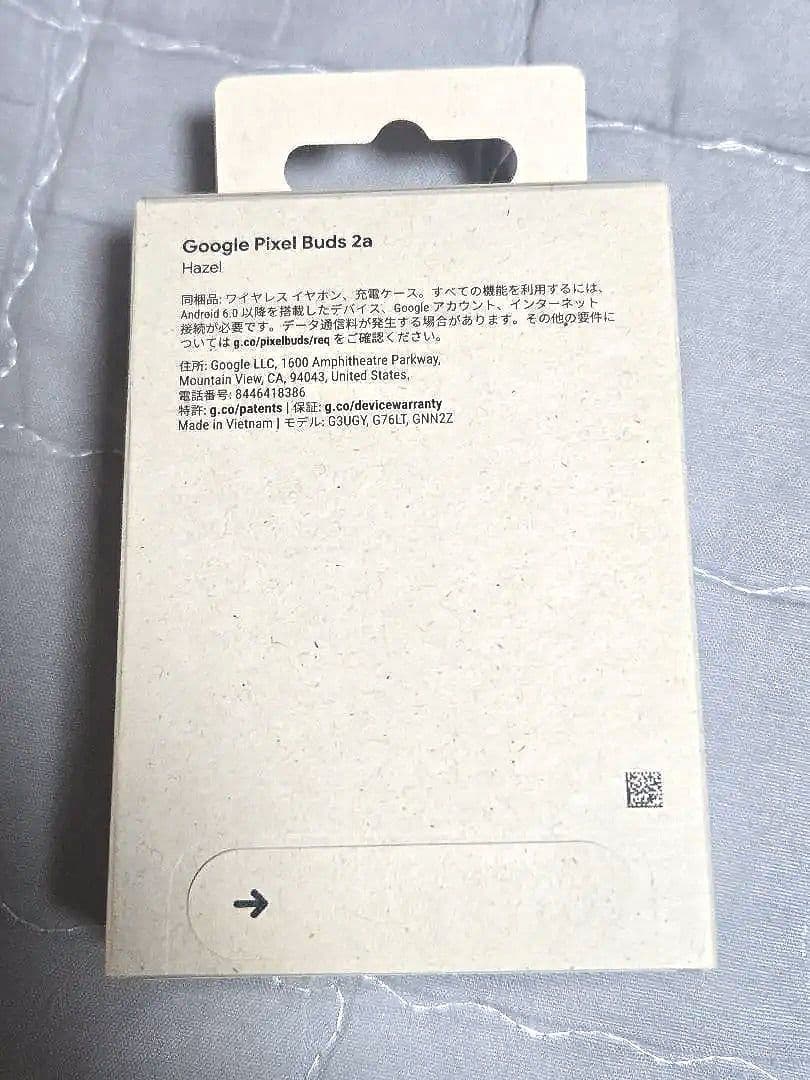 Google Pixel Buds 2a
Hazel
同梱品: ワイヤレス イヤホン、充電ケース。すべての機能を利用するには、
Android 6.0 以降を搭載したデバイス、Google アカウント、インターネット
接続が必要です。データ通信料が発生する場合があります。その他の要件に
ついては g.co/pixelbuds/req をご確認ください。
住所: Google LLC, 1600 Amphitheatre Parkway,
Mountain View, CA, 94043, United States,
電話番号: 8446418386
特許: g.co/patents | 保証: g.co/devicewarranty
Made in Vietnam | モデル: G3UGY, G76LT, GNN2Z